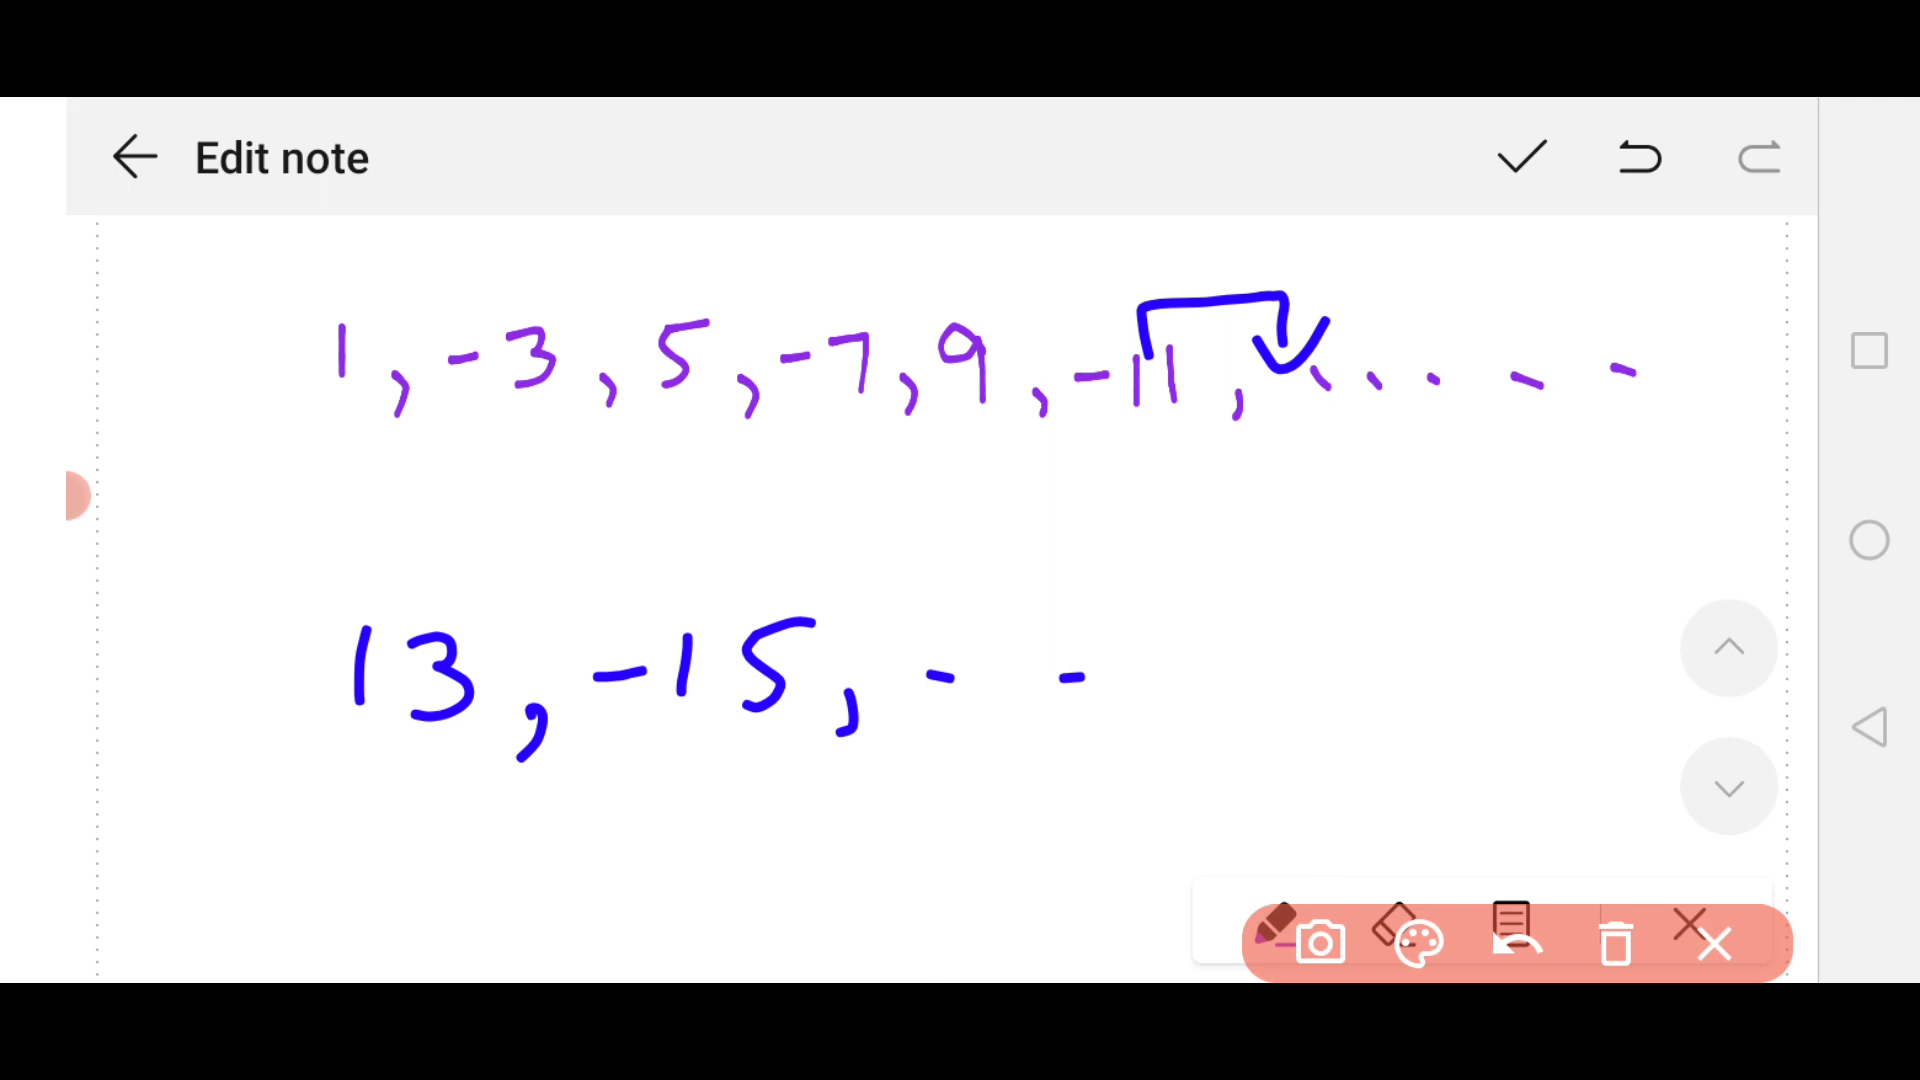 Edit note
1, -3, 5, -7, 9, -11, . . . - -
13, -15, - -